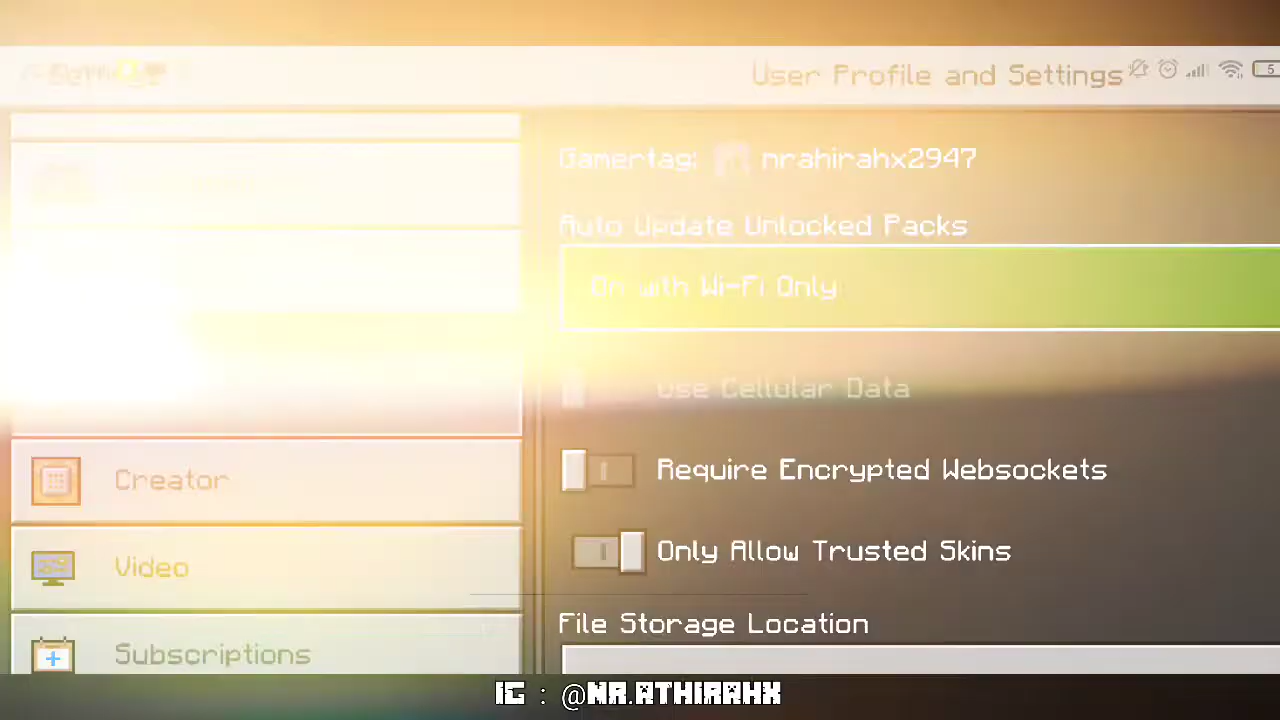 User Profile and Settings
5
Gamertag: nrahirahx2947
Auto Update Unlocked Packs
On with Wi-Fi Only
Use Cellular Data
Creator
Require Encrypted Websockets
Only Allow Trusted Skins
Video
File Storage Location
Subscriptions
IG : @NR.ATHIRAHX